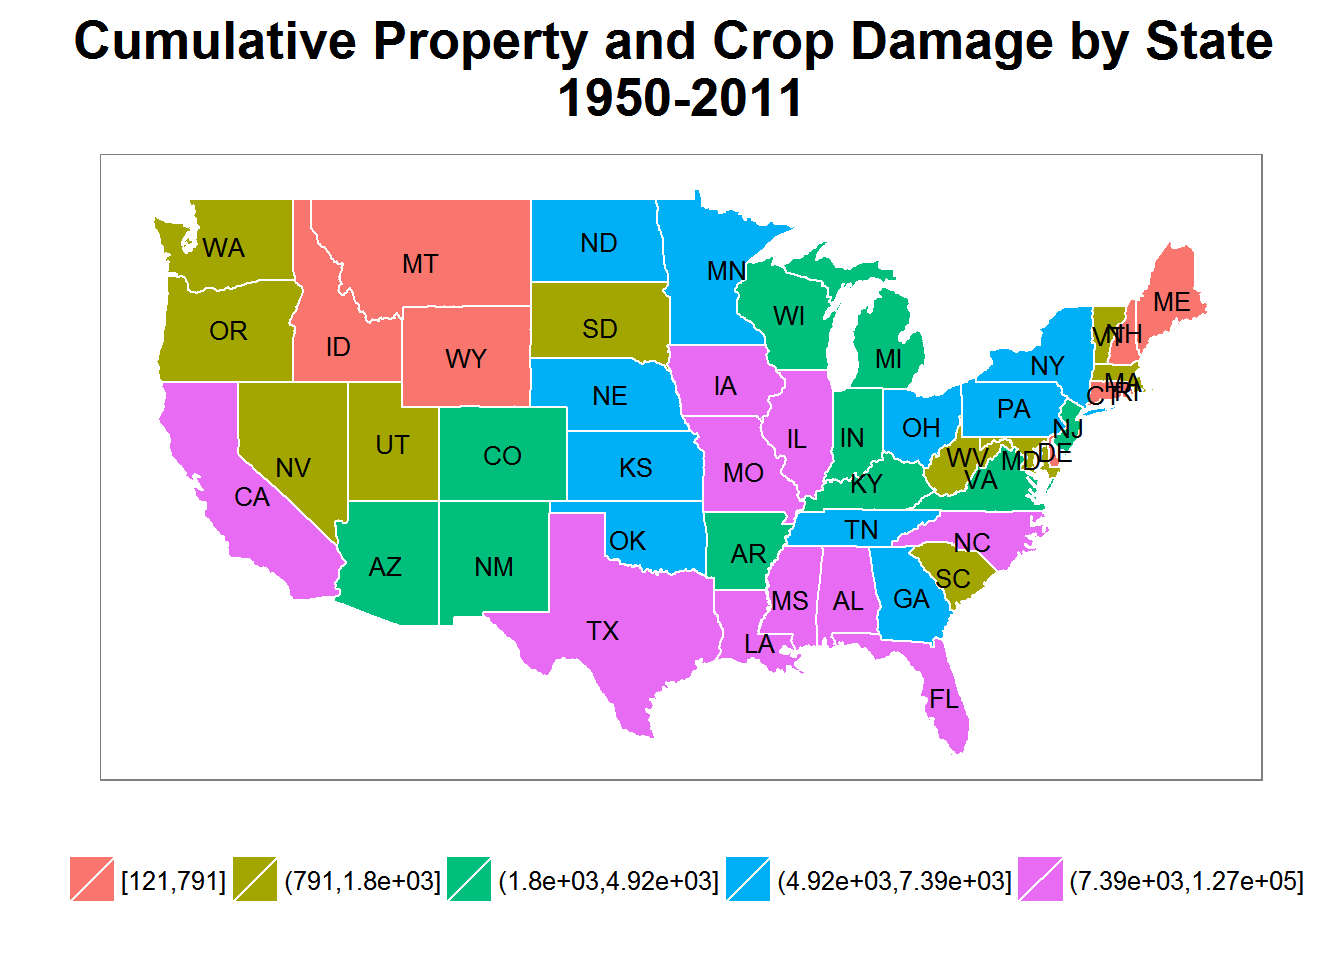 Cumulative Property and Crop Damage by State
1950-2011
WA
MT
ND
MN
ME
OR
ID
WY
SD
WI
MI
VT
NH
NY
MA
CT
RI
NE
IA
PA
NJ
NV
UT
CO
KS
MO
IL
IN
OH
WV
MD
DE
VA
KY
CA
AZ
NM
OK
AR
TN
NC
SC
TX
LA
MS
AL
GA
FL
[121,791]
(791,1.8e+03]
(1.8e+03,4.92e+03]
(4.92e+03,7.39e+03]
(7.39e+03,1.27e+05]